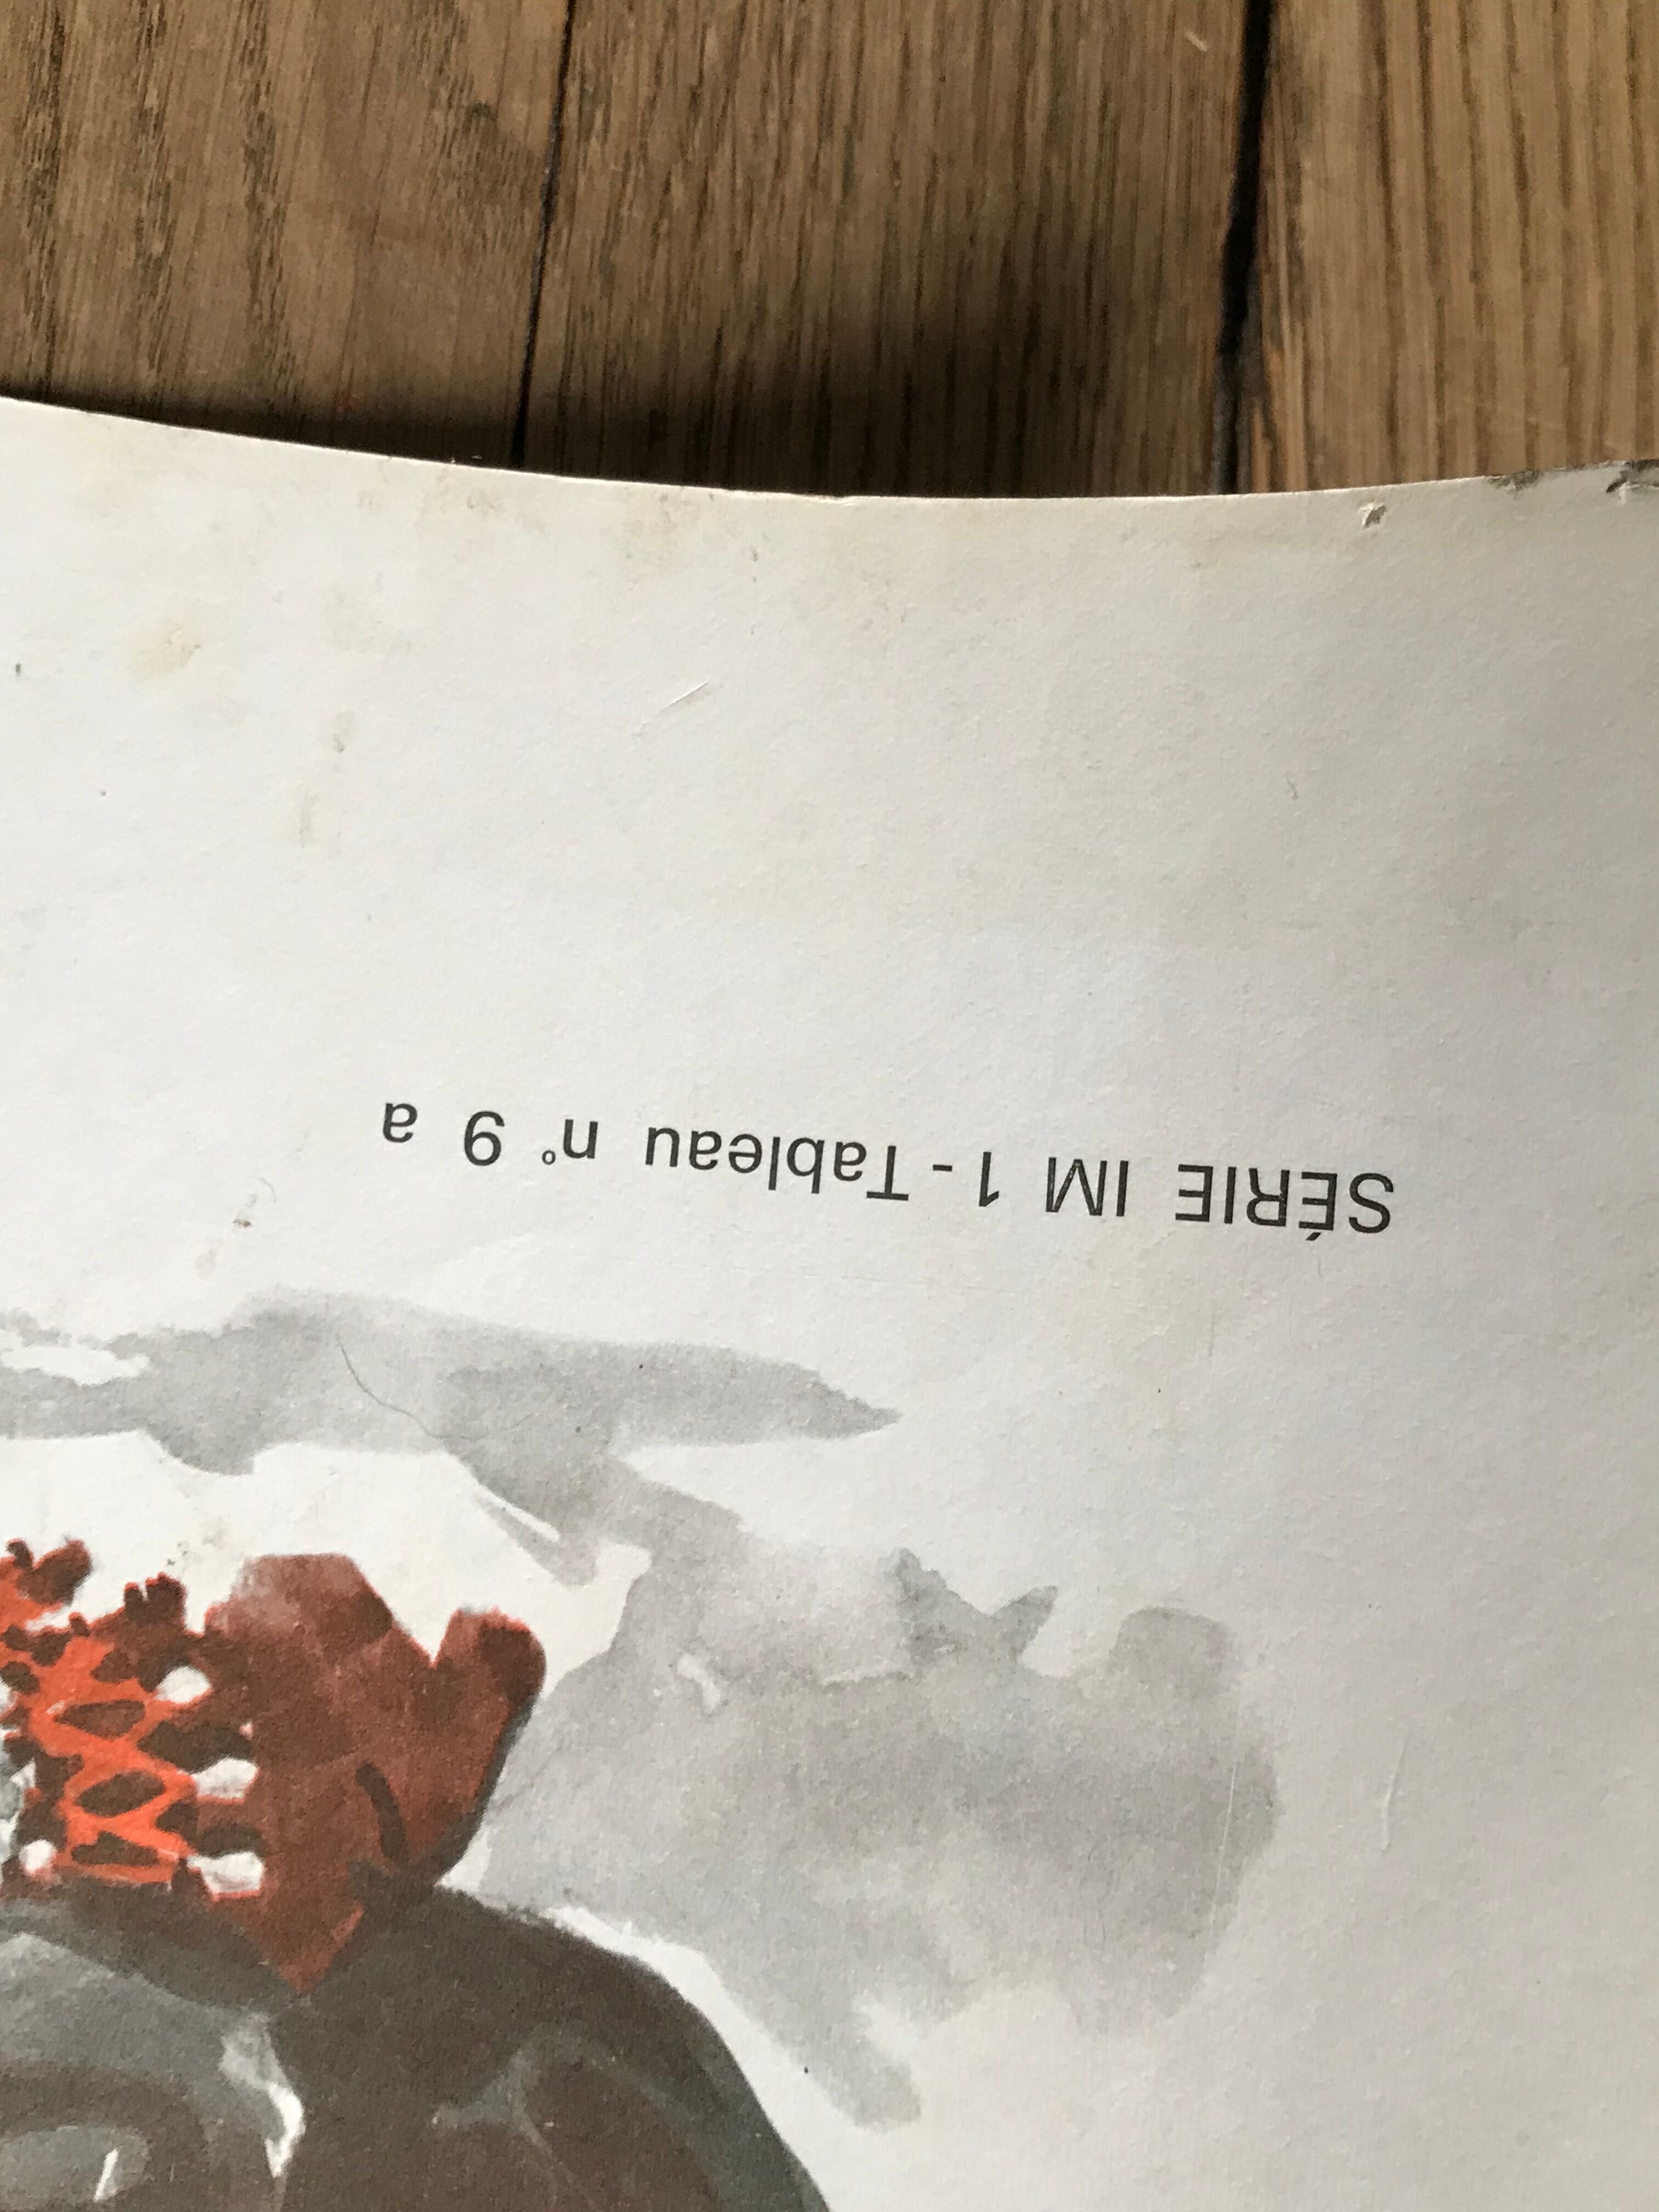 SÉRIE IM 1 - Tableau n° 9 a